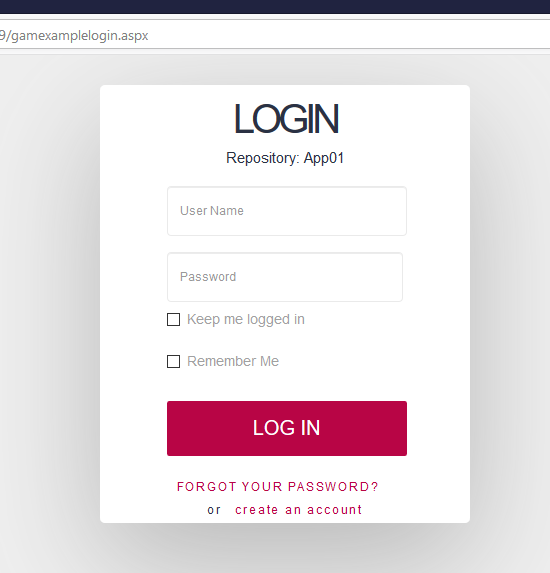 9/gamexamplelogin.aspx
LOGIN
Repository: App01
User Name
Password
Keep me logged in
Remember Me
LOG IN
FORGOT YOUR PASSWORD?
or create an account